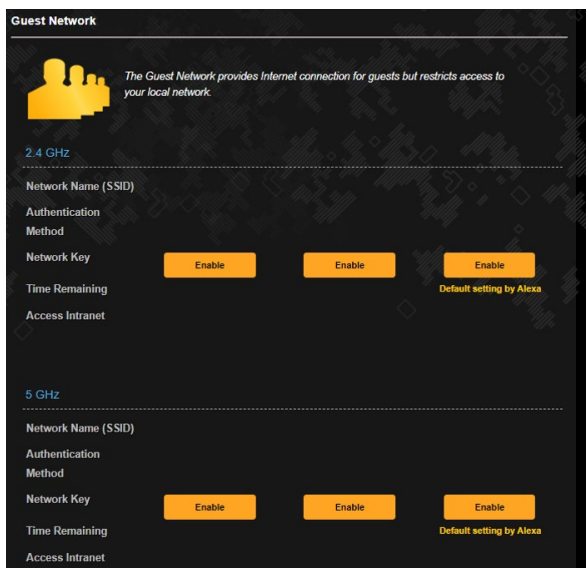 Guest Network
The Guest Network provides Internet connection for guests but restricts access to
your local network.
2.4 GHz
Network Name (SSID)
Authentication
Method
Network Key
Enable Enable Enable
Time Remaining
Default setting by Alexa
Access Intranet
5 GHz
Network Name (SSID)
Authentication
Method
Network Key
Enable Enable Enable
Time Remaining
Default setting by Alexa
Access Intranet